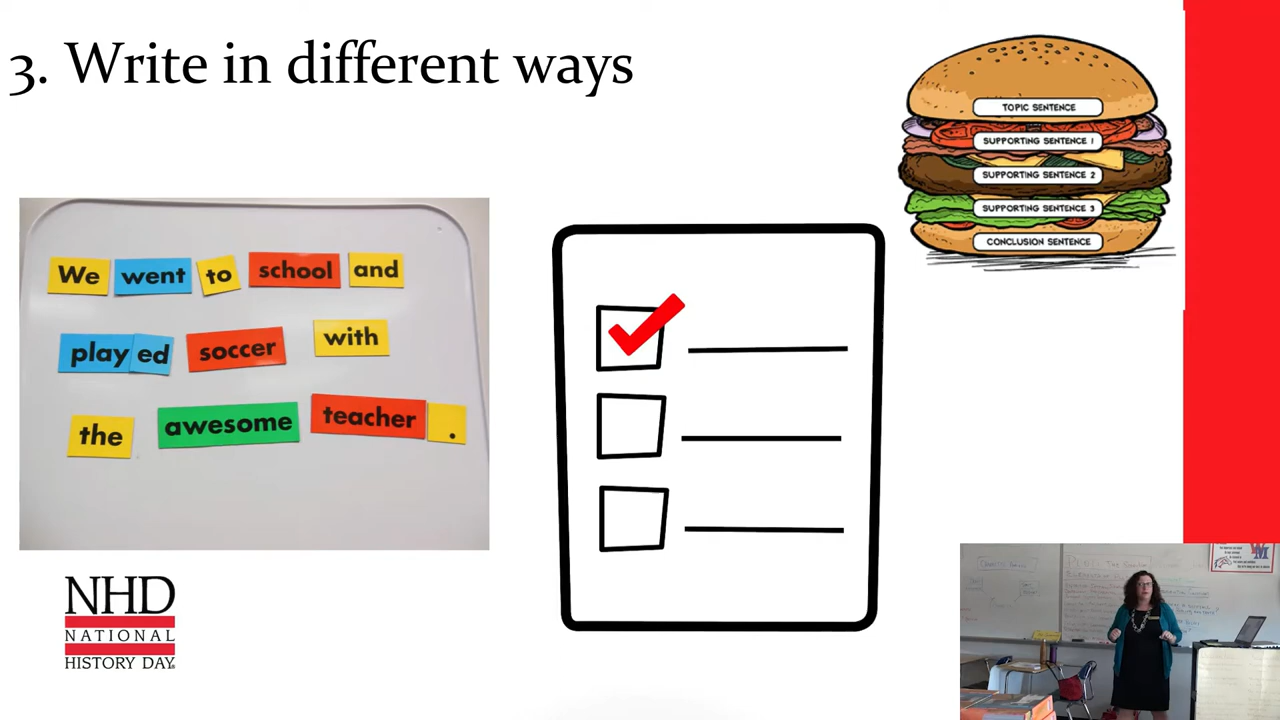 3. Write in different ways
TOPIC SENTENCE
SUPPORTING SENTENCE 1
SUPPORTING SENTENCE 2
SUPPORTING SENTENCE 3
CONCLUSION SENTENCE
We went to school and
play ed soccer with
the awesome teacher .
NHD
NATIONAL
HISTORY DAY®
WM